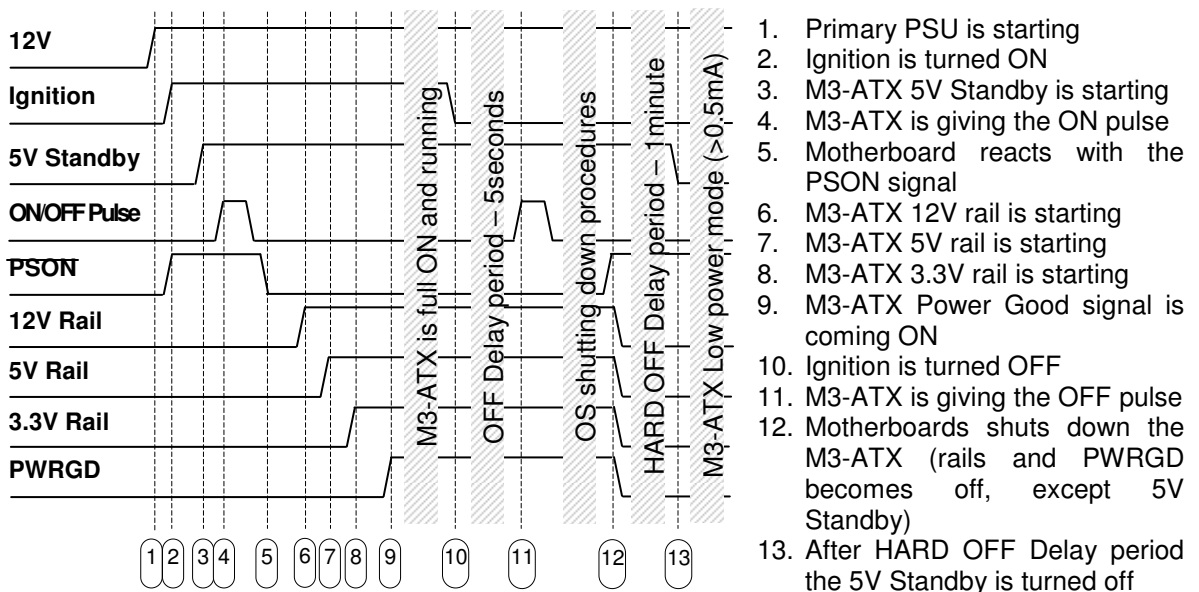 12V
Ignition
5V Standby
ON/OFF Pulse
PSON
12V Rail
5V Rail
3.3V Rail
PWRGD
M3-ATX is full ON and running
OFF Delay period – 5seconds
OS shutting down procedures
HARD OFF Delay period – 1minute
M3-ATX Low power mode (>0.5mA)
1 2 3 4 5 6 7 8 9 10 11 12 13
1. Primary PSU is starting
2. Ignition is turned ON
3. M3-ATX 5V Standby is starting
4. M3-ATX is giving the ON pulse
5. Motherboard reacts with the
PSON signal
6. M3-ATX 12V rail is starting
7. M3-ATX 5V rail is starting
8. M3-ATX 3.3V rail is starting
9. M3-ATX Power Good signal is
coming ON
10. Ignition is turned OFF
11. M3-ATX is giving the OFF pulse
12. Motherboards shuts down the
M3-ATX (rails and PWRGD
becomes off, except 5V
Standby)
13. After HARD OFF Delay period
the 5V Standby is turned off